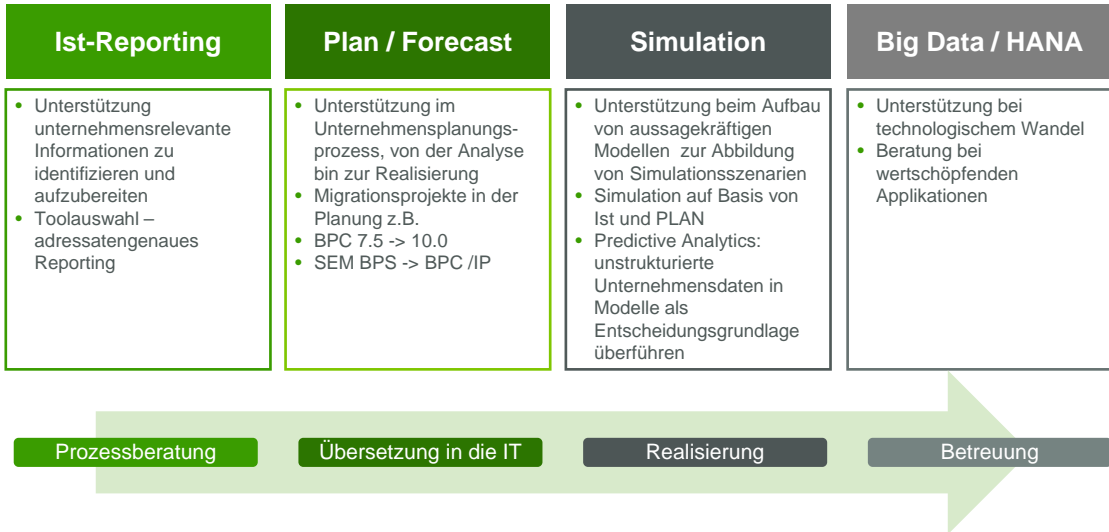 Ist-Reporting
• Unterstützung
unternehmensrelevante
Informationen zu
identifizieren und
aufzubereiten
• Toolauswahl –
adressatengenaues
Reporting
Plan / Forecast
• Unterstützung im
Unternehmensplanungs-
prozess, von der Analyse
bin zur Realisierung
• Migrationsprojekte in der
Planung z.B.
• BPC 7.5 -> 10.0
• SEM BPS -> BPC /IP
Simulation
• Unterstützung beim Aufbau
von aussagekräftigen
Modellen zur Abbildung
von Simulationsszenarien
• Simulation auf Basis von
Ist und PLAN
• Predictive Analytics:
unstrukturierte
Unternehmensdaten in
Modelle als
Entscheidungsgrundlage
überführen
Big Data / HANA
• Unterstützung bei
technologischem Wandel
• Beratung bei
wertschöpfenden
Applikationen
Prozessberatung
Übersetzung in die IT
Realisierung
Betreuung